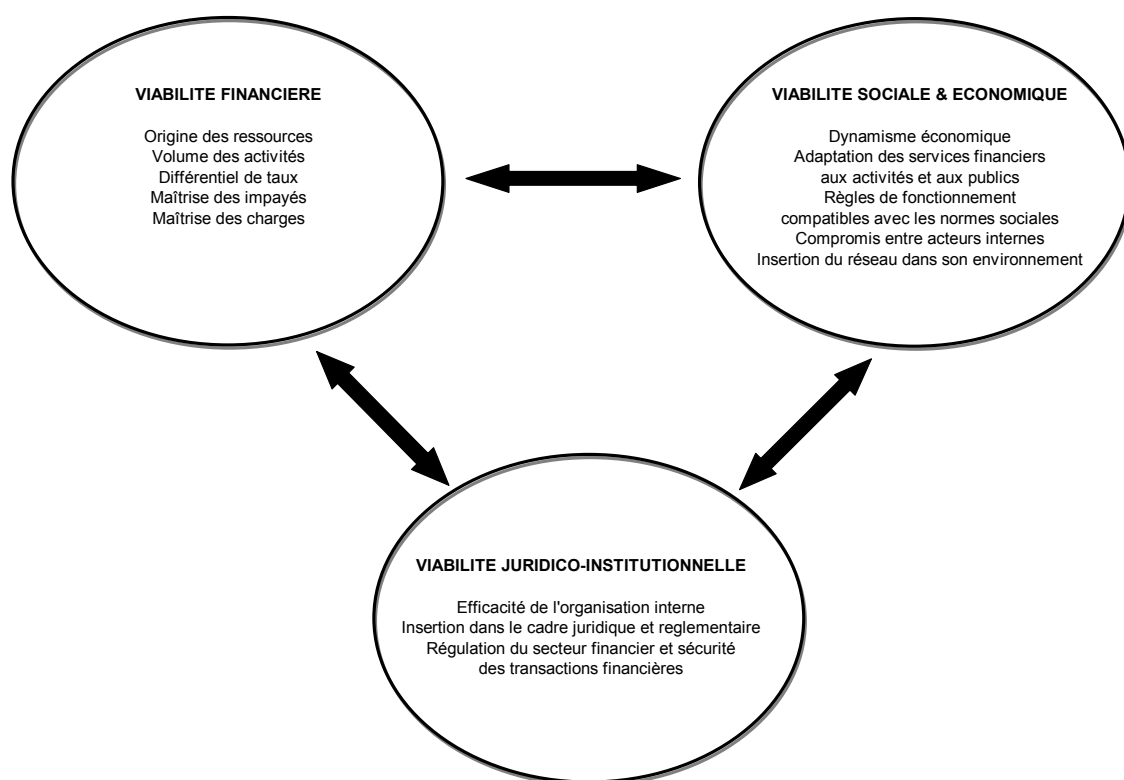 VIABILITE FINANCIERE
Origine des ressources
Volume des activités
Différentiel de taux
Maîtrise des impayés
Maîtrise des charges
VIABILITE SOCIALE & ECONOMIQUE
Dynamisme économique
Adaptation des services financiers
aux activités et aux publics
Règles de fonctionnement
compatibles avec les normes sociales
Compromis entre acteurs internes
Insertion du réseau dans son environnement
VIABILITE JURIDICO-INSTITUTIONNELLE
Efficacité de l'organisation interne
Insertion dans le cadre juridique et reglementaire
Régulation du secteur financier et sécurité
des transactions financières